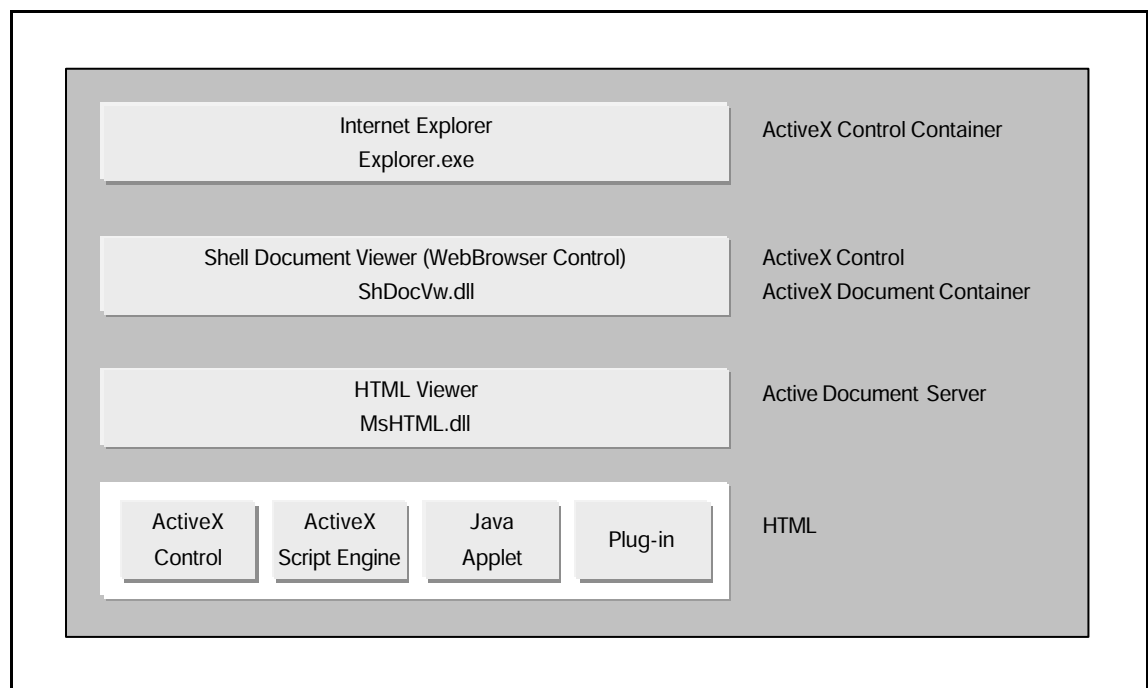 Internet Explorer
Explorer.exe
ActiveX Control Container
Shell Document Viewer (WebBrowser Control)
ShDocVw.dll
ActiveX Control
ActiveX Document Container
HTML Viewer
MsHTML.dll
Active Document Server
ActiveX
Control
ActiveX
Script Engine
Java
Applet
Plug-in
HTML